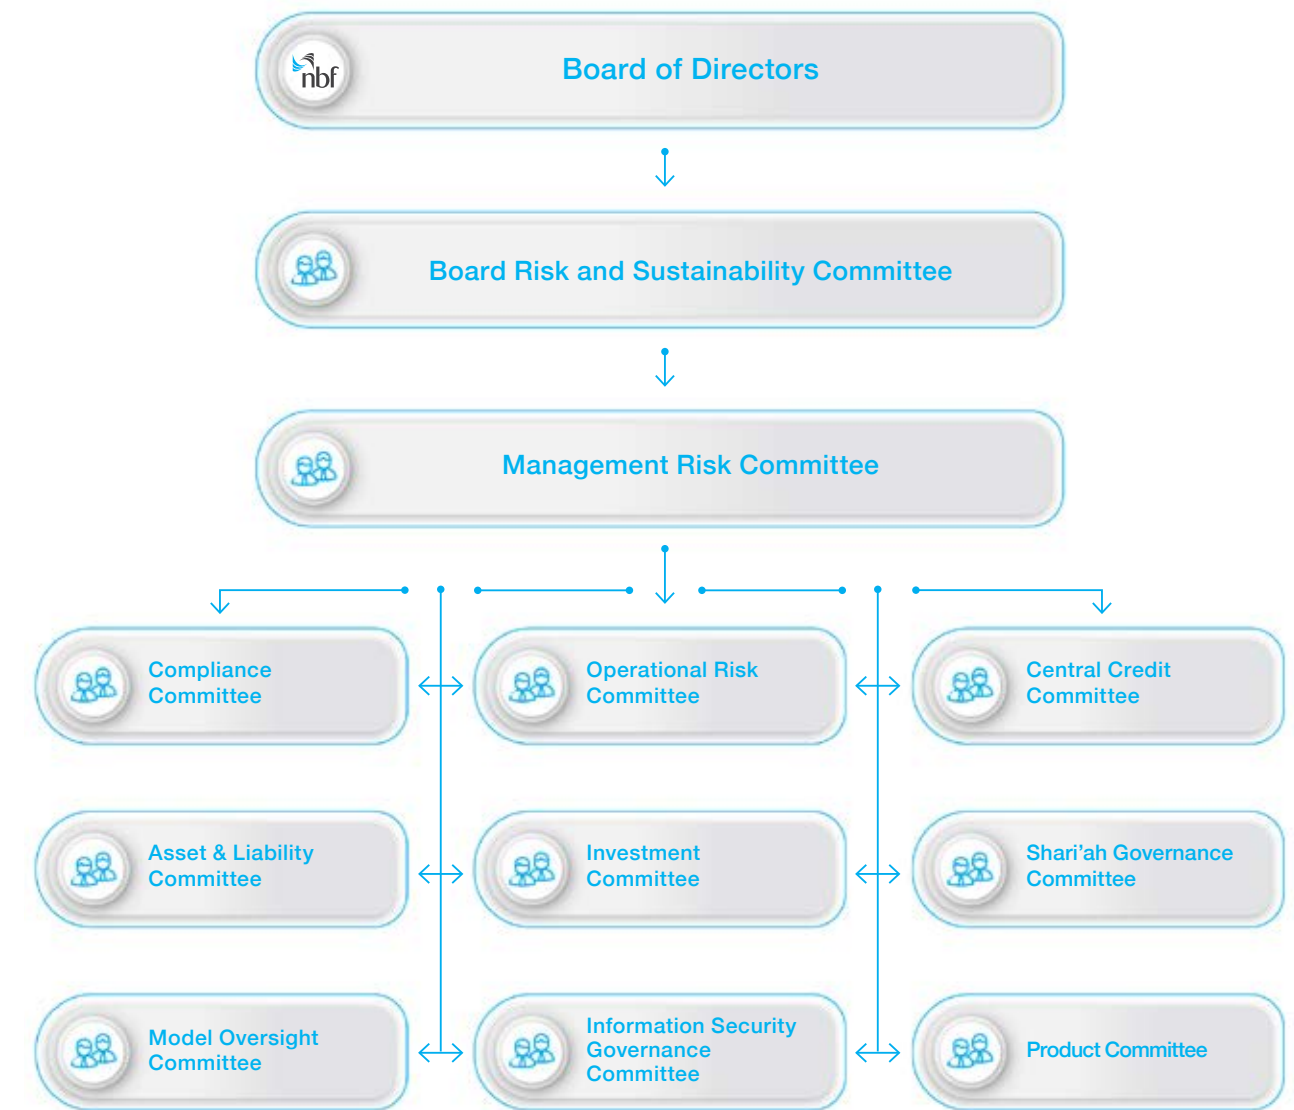 nbf
Board of Directors
Board Risk and Sustainability Committee
Management Risk Committee
Compliance
Committee
Operational Risk
Committee
Central Credit
Committee
Asset & Liability
Committee
Investment
Committee
Shari’ah Governance
Committee
Model Oversight
Committee
Information Security
Governance
Committee
Product Committee